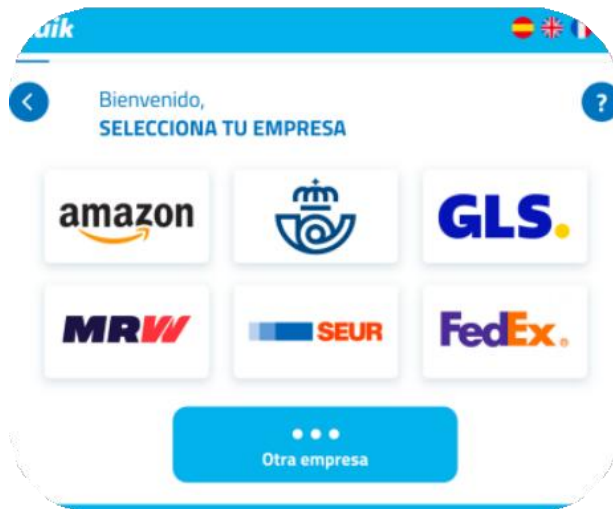 Bienvenido,
SELECCIONA TU EMPRESA
?
amazon
GLS.
MRW
SEUR
FedEx®
Otra empresa